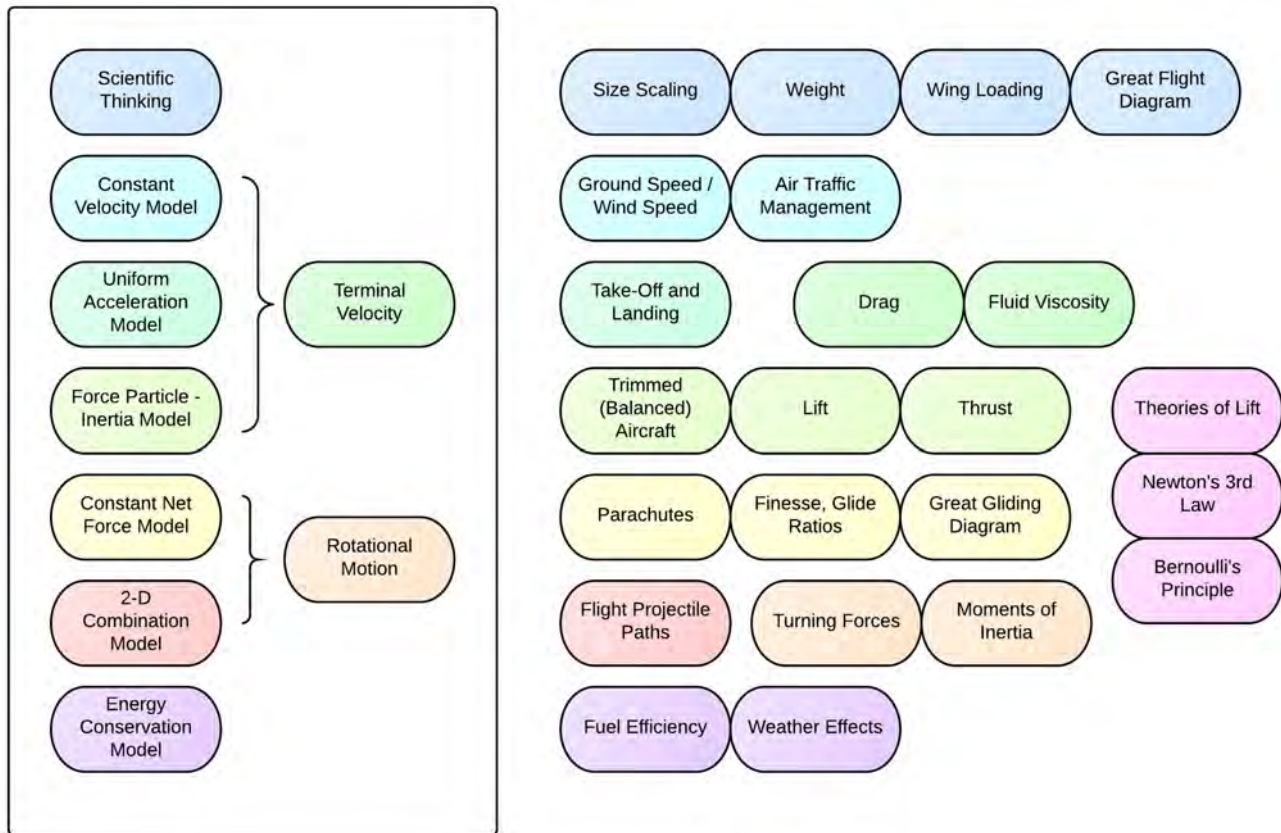 Scientific
Thinking
Size Scaling
Weight
Wing Loading
Great Flight
Diagram
Constant
Velocity Model
Ground Speed /
Wind Speed
Air Traffic
Management
Uniform
Acceleration
Model
Terminal
Velocity
Take-Off and
Landing
Drag
Fluid Viscosity
Force Particle -
Inertia Model
Trimmed
(Balanced)
Aircraft
Lift
Thrust
Theories of Lift
Constant Net
Force Model
Rotational
Motion
Parachutes
Finesse, Glide
Ratios
Great Gliding
Diagram
Newton's 3rd
Law
Bernoulli's
Principle
2-D
Combination
Model
Flight Projectile
Paths
Turning Forces
Moments of
Inertia
Energy
Conservation
Model
Fuel Efficiency
Weather Effects